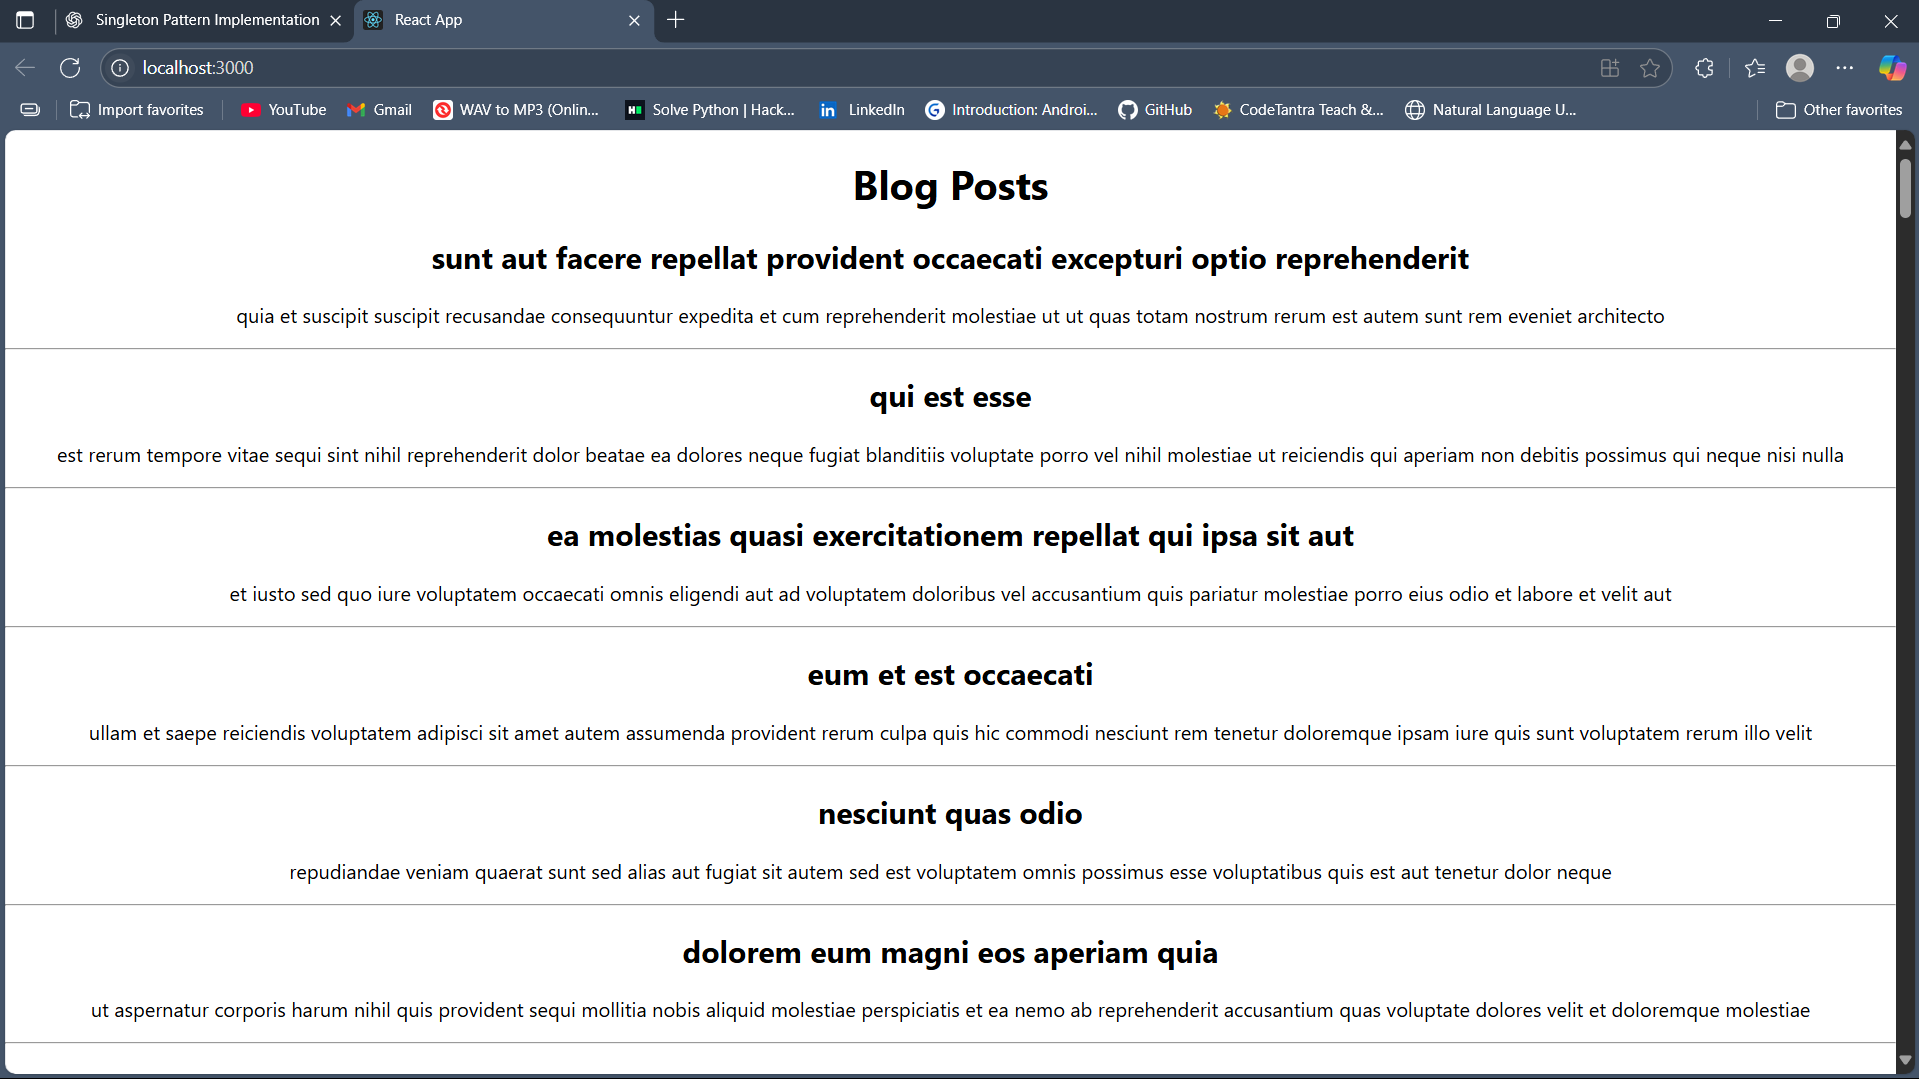 Singleton Pattern Implementation
React App
localhost:3000
Import favorites
YouTube
Gmail
WAV to MP3 (Onlin...
Solve Python | Hack...
LinkedIn
Introduction: Androi...
GitHub
CodeTantra Teach &...
Natural Language U...
Other favorites
Blog Posts
sunt aut facere repellat provident occaecati excepturi optio reprehenderit
quia et suscipit suscipit recusandae consequuntur expedita et cum reprehenderit molestiae ut ut quas totam nostrum rerum est autem sunt rem eveniet architecto
qui est esse
est rerum tempore vitae sequi sint nihil reprehenderit dolor beatae ea dolores neque fugiat blanditiis voluptate porro vel nihil molestiae ut reiciendis qui aperiam non debitis possimus qui neque nisi nulla
ea molestias quasi exercitationem repellat qui ipsa sit aut
et iusto sed quo iure voluptatem occaecati omnis eligendi aut ad voluptatem doloribus vel accusantium quis pariatur molestiae porro eius odio et labore et velit aut
eum et est occaecati
ullam et saepe reiciendis voluptatem adipisci sit amet autem assumenda provident rerum culpa quis hic commodi nesciunt rem tenetur doloremque ipsam iure quis sunt voluptatem rerum illo velit
nesciunt quas odio
repudiandae veniam quaerat sunt sed alias aut fugiat sit autem sed est voluptatem omnis possimus esse voluptatibus quis est aut tenetur dolor neque
dolorem eum magni eos aperiam quia
ut aspernatur corporis harum nihil quis provident sequi mollitia nobis aliquid molestiae perspiciatis et ea nemo ab reprehenderit accusantium quas voluptate dolores velit et doloremque molestiae